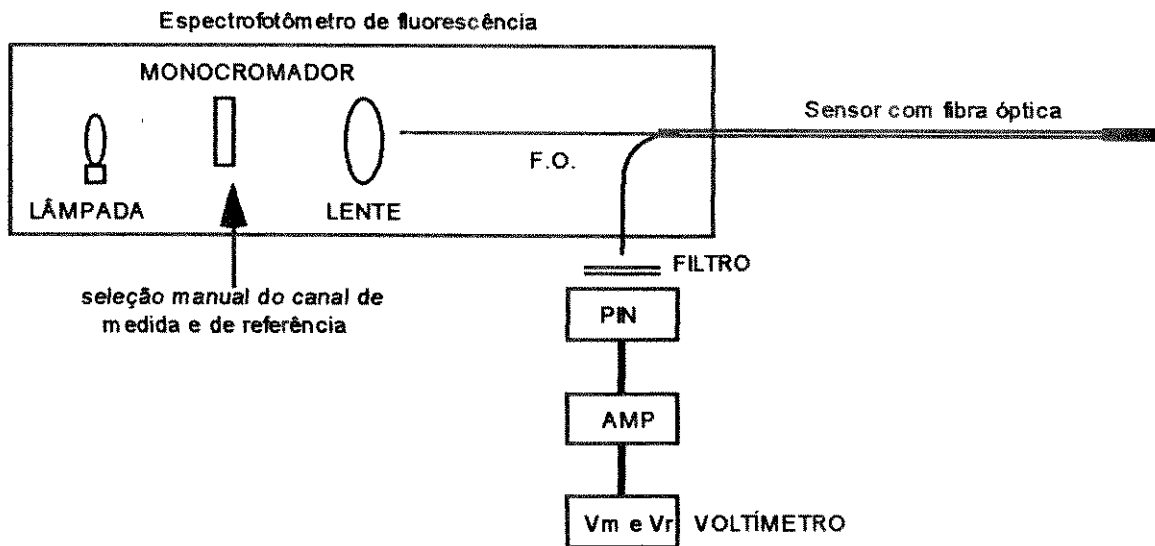 Espectrofotômetro de fluorescência
MONOCROMADOR
Sensor com fibra óptica
F.O.
LÂMPADA
LENTE
seleção manual do canal de
medida e de referência
FILTRO
PIN
AMP
Vm e Vr
VOLTÍMETRO